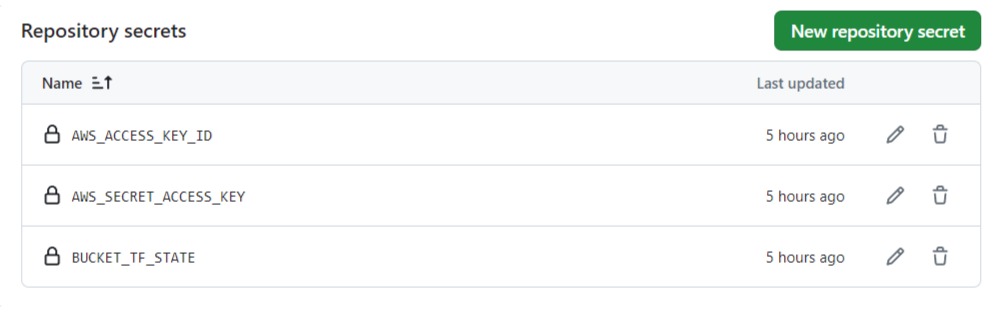 Repository secrets
New repository secret
Name
Last updated
AWS_ACCESS_KEY_ID 5 hours ago
AWS_SECRET_ACCESS_KEY 5 hours ago
BUCKET_TF_STATE 5 hours ago